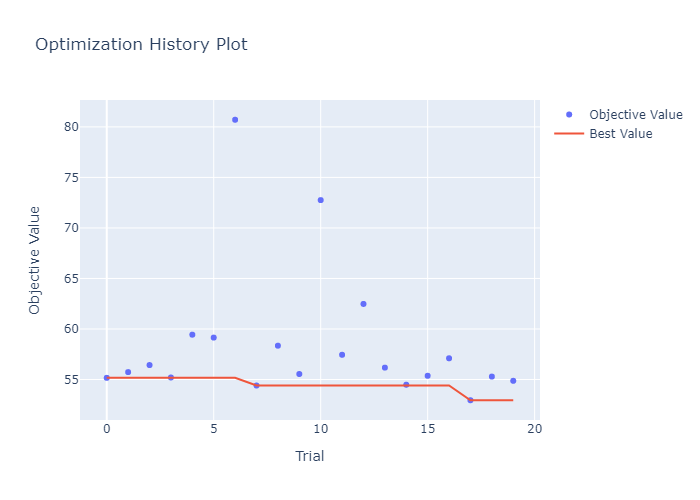 Optimization History Plot
Objective Value
Best Value
80
75
70
65
60
55
Objective Value
0
5
10
15
20
Trial